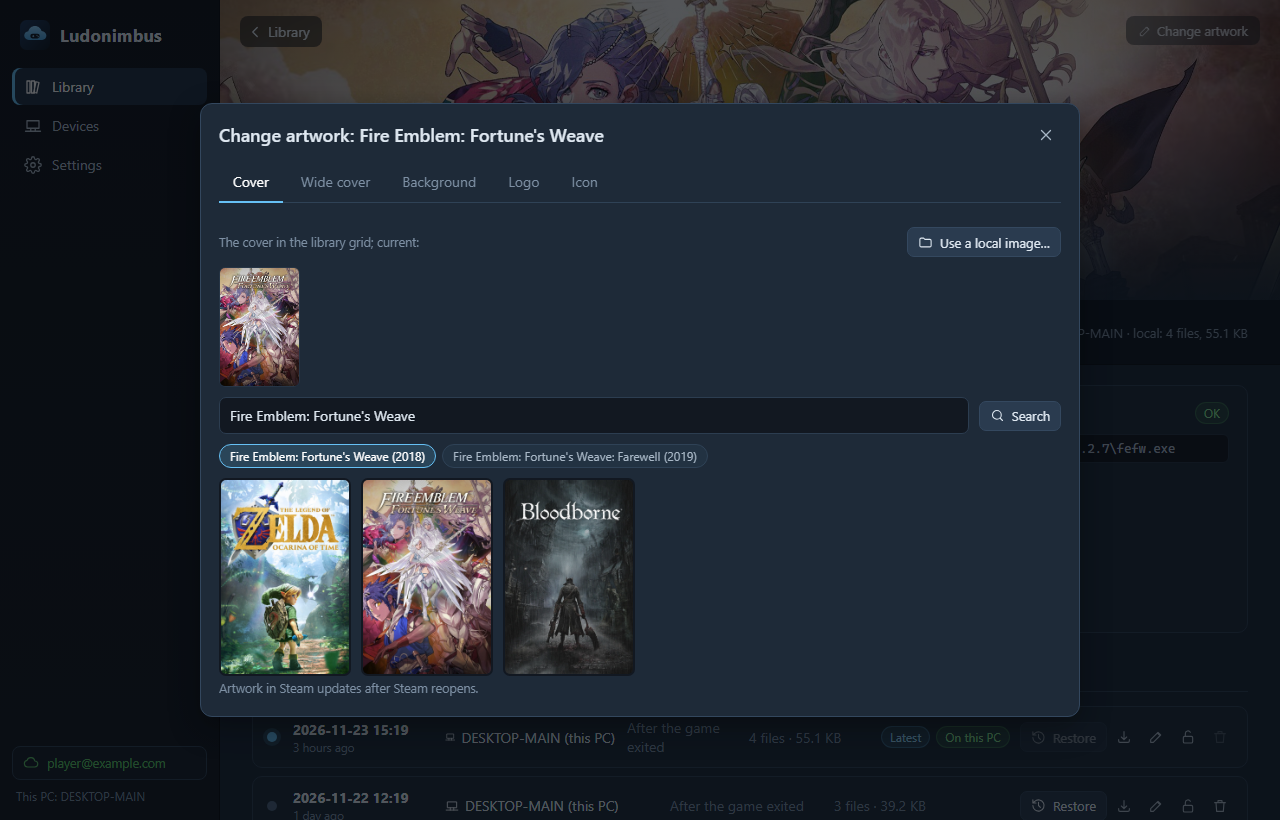 Ludonimbus
Library
Change artwork
Library
Devices
Settings
Change artwork: Fire Emblem: Fortune's Weave
Cover
Wide cover
Background
Logo
Icon
The cover in the library grid; current:
Use a local image...
FIRE EMBLEM
FORTUNE'S WEAVE
P-MAIN · local: 4 files, 55.1 KB
Fire Emblem: Fortune's Weave
Search
OK
.2.7\fefw.exe
Fire Emblem: Fortune's Weave (2018)
Fire Emblem: Fortune's Weave: Farewell (2019)
THE LEGEND OF
ZELDA
OCARINA OF TIME
FIRE EMBLEM
FORTUNE'S WEAVE
Bloodborne
Artwork in Steam updates after Steam reopens.
2026-11-23 15:19
3 hours ago
DESKTOP-MAIN (this PC)
After the game
exited
4 files · 55.1 KB
Latest
On this PC
Restore
2026-11-22 12:19
1 day ago
DESKTOP-MAIN (this PC)
After the game exited
3 files · 39.2 KB
Restore
player@example.com
This PC: DESKTOP-MAIN